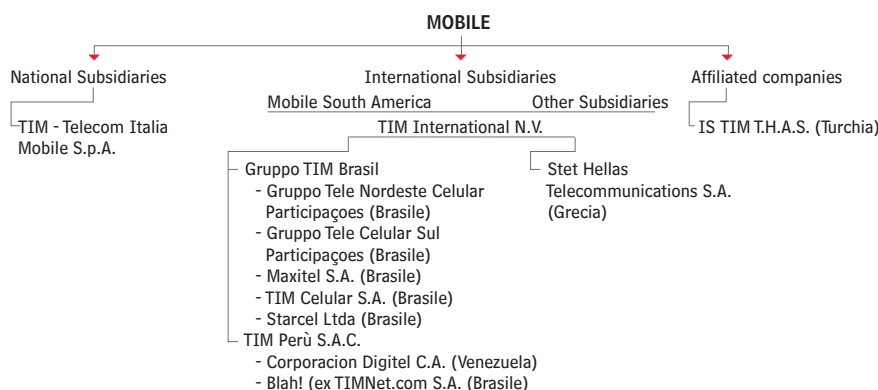 MOBILE
National Subsidiaries
International Subsidiaries
Affiliated companies
TIM - Telecom Italia
Mobile S.p.A.
Mobile South America
Other Subsidiaries
TIM International N.V.
IS TIM T.H.A.S. (Turchia)
Gruppo TIM Brasil
- Gruppo Tele Nordeste Celular
Participaçoes (Brasile)
- Gruppo Tele Celular Sul
Participaçoes (Brasile)
- Maxitel S.A. (Brasile)
- TIM Celular S.A. (Brasile)
- Starcel Ltda (Brasile)
TIM Perù S.A.C.
- Corporacion Digitel C.A. (Venezuela)
- Blah! (ex TIMNet.com S.A. (Brasile)
Stet Hellas
Telecommunications S.A.
(Grecia)